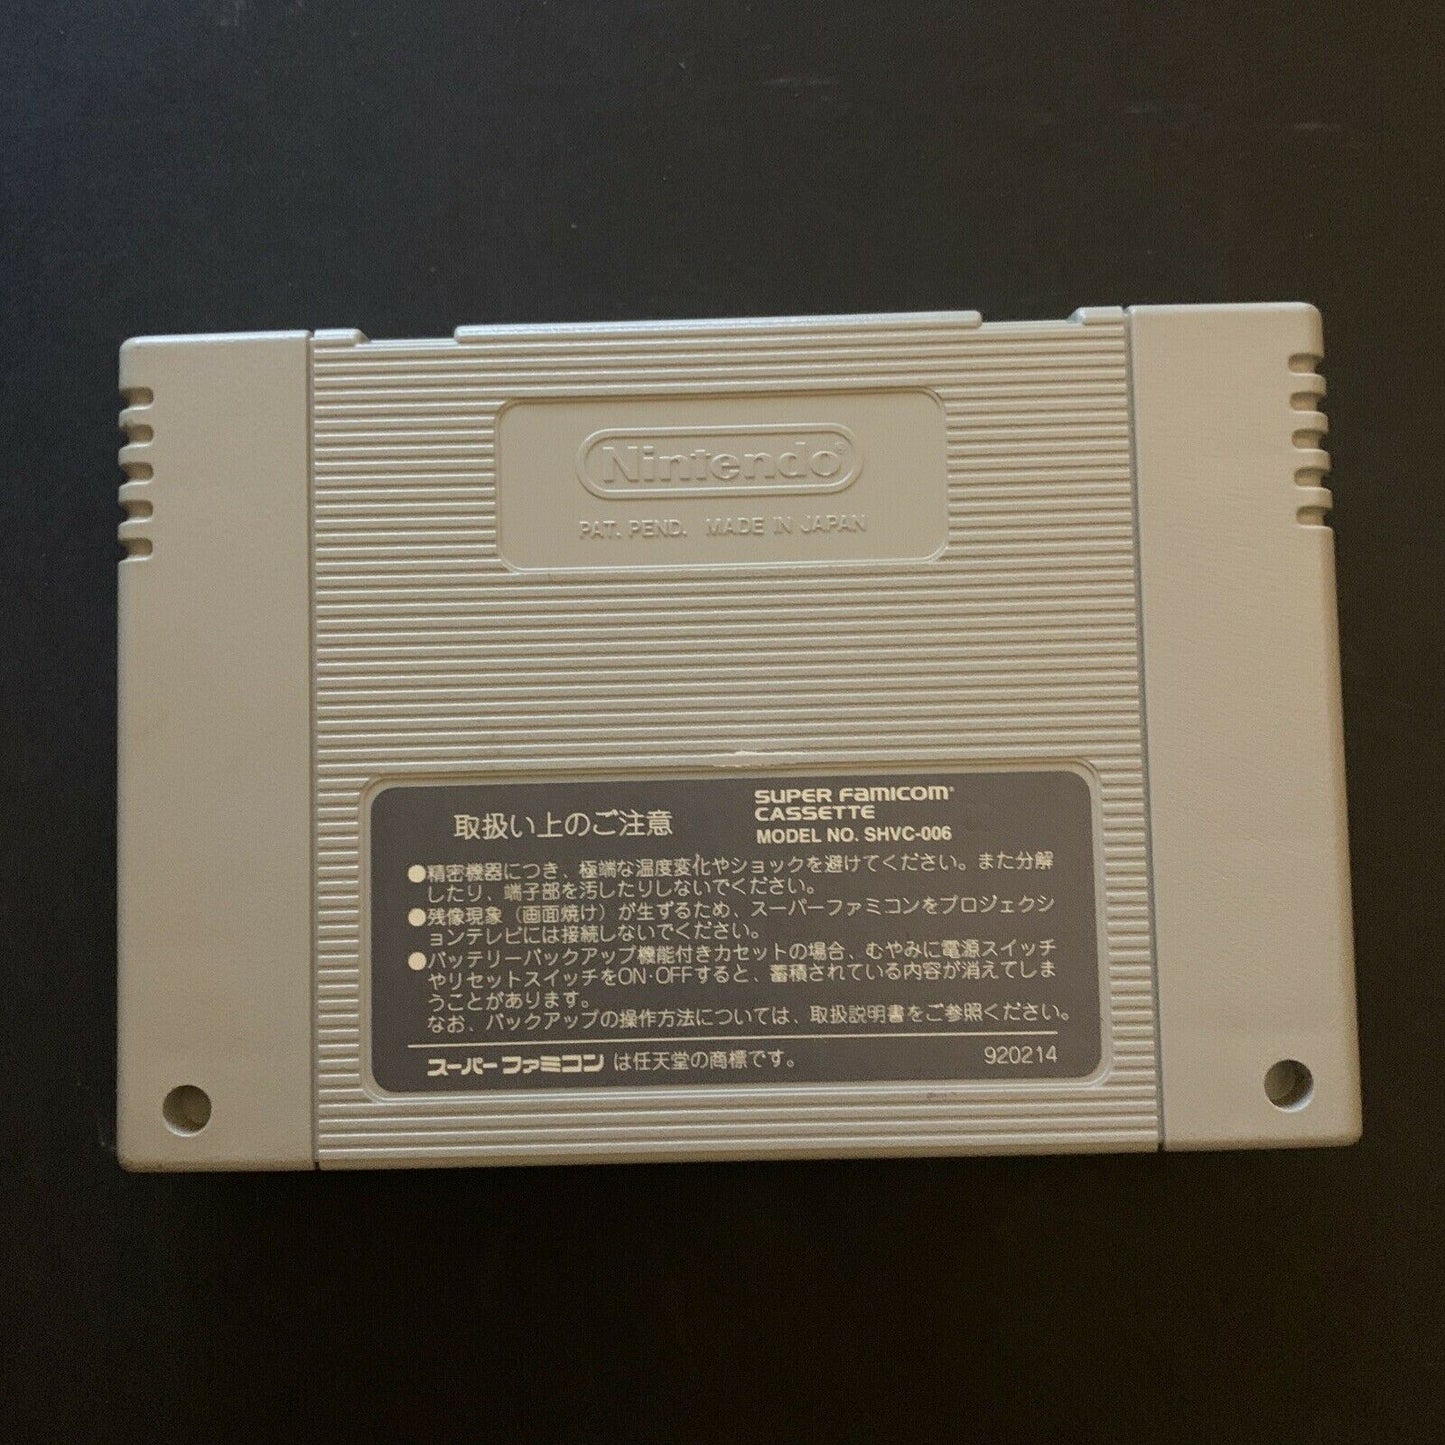 Nintendo®
PAT. PEND. MADE IN JAPAN
取扱い上のご注意
SUPER FAMICOM®
CASSETTE
MODEL NO. SHVC-006
●精密機器につき、極端な温度変化やショックを避けてください。また分解
したり、端子部を汚したりしないでください。
●残像現象（画面焼け）が生ずるため、スーパーファミコンをプロジェクシ
ョンテレビには接続しないでください。
●バッテリーバックアップ機能付きカセットの場合、むやみに電源スイッチ
やリセットスイッチをON·OFFすると、蓄積されている内容が消えてしま
うことがあります。
なお、バックアップの操作方法については、取扱説明書をご参照ください。
スーパーファミコン は任天堂の商標です。 920214